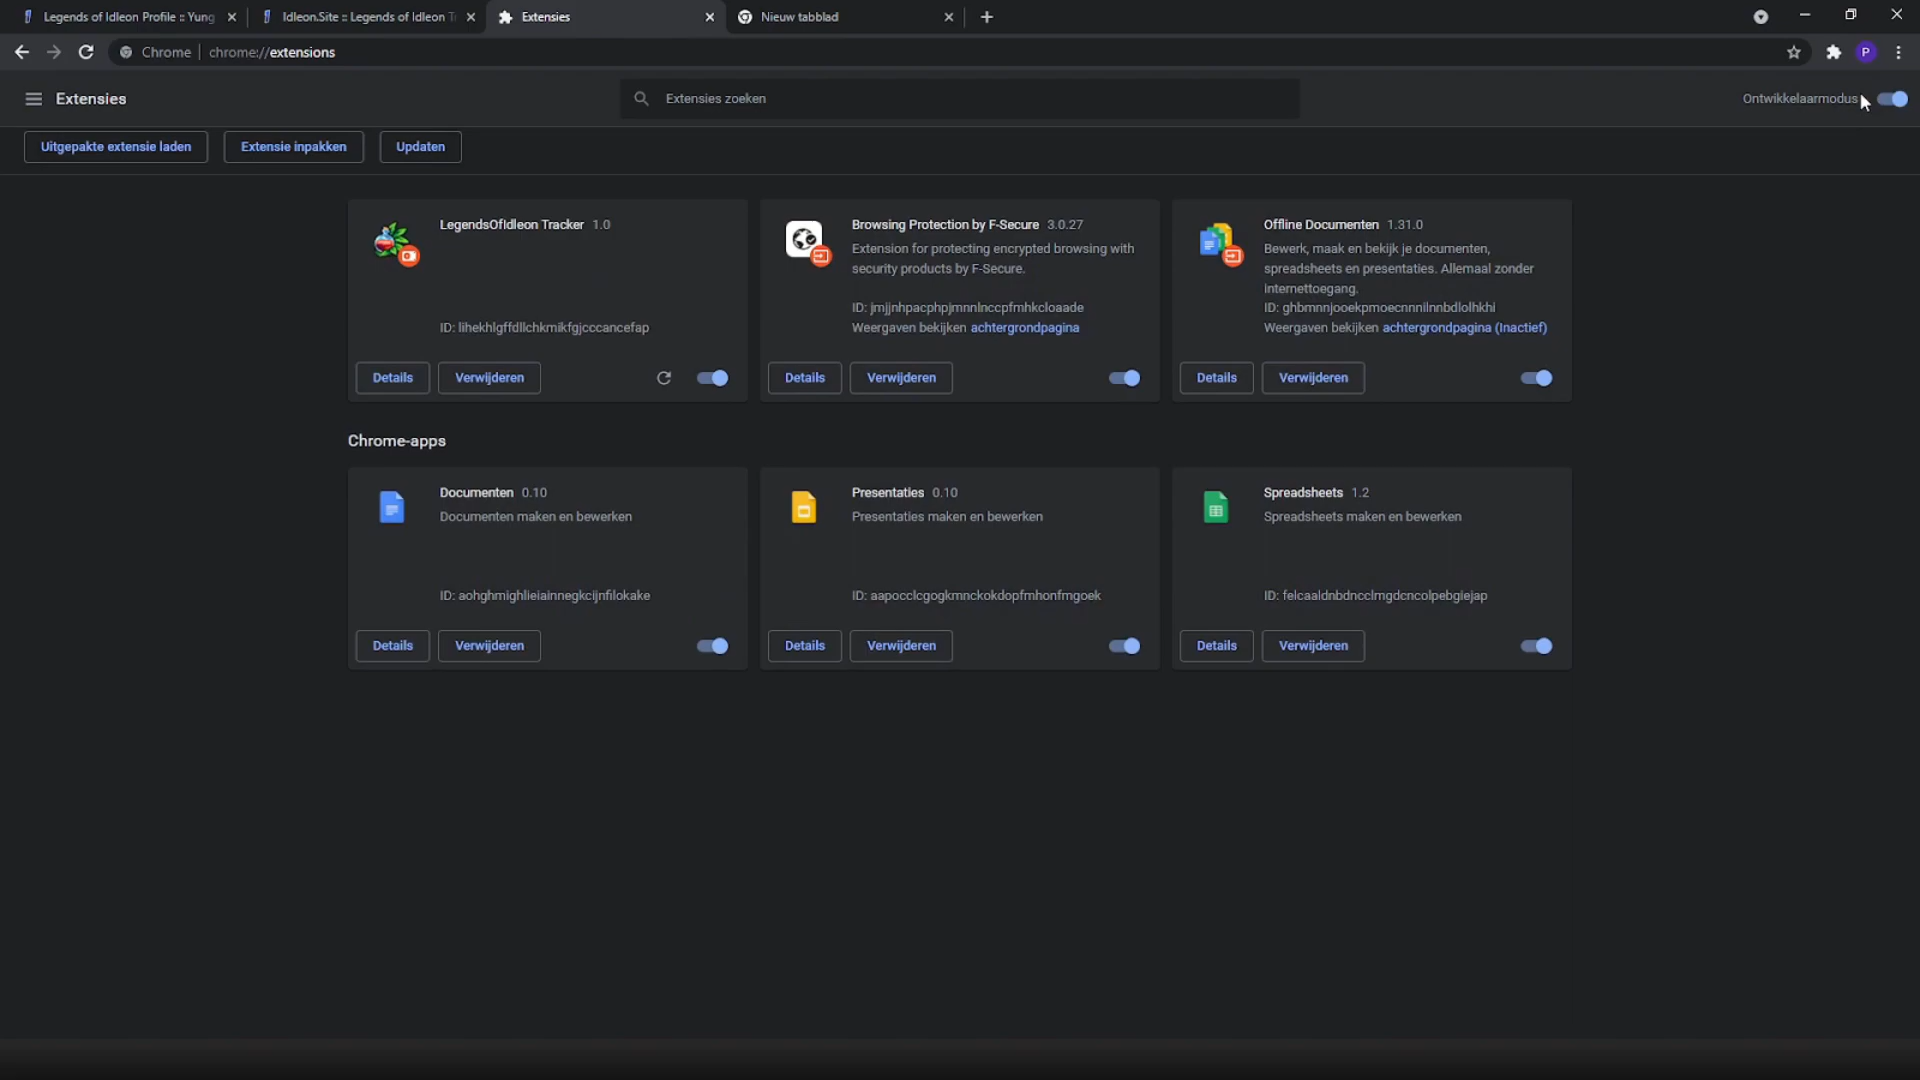 Legends of Idleon Profile :: Yung
Idleon.Site :: Legends of Idleon T
Extensies
Nieuw tabblad
Chrome chrome://extensions
P
Extensies
Extensies zoeken
Ontwikkelaarmodus
Uitgepakte extensie laden
Extensie inpakken
Updaten
LegendsOfIdleon Tracker 1.0
ID: lihekhlgffdllchkmikfgjcccancefap
Details
Verwijderen
Browsing Protection by F-Secure 3.0.27
Extension for protecting encrypted browsing with
security products by F-Secure.
ID: jmjjnhpacphpjmnnlnccpfmhkcloaade
Weergaven bekijken achtergrondpagina
Details
Verwijderen
Offline Documenten 1.31.0
Bewerk, maak en bekijk je documenten,
spreadsheets en presentaties. Allemaal zonder
internettoegang.
ID: ghbmnnjooekpmoecnnnilnnbdlolhkhi
Weergaven bekijken achtergrondpagina (Inactief)
Details
Verwijderen
Chrome-apps
Documenten 0.10
Documenten maken en bewerken
ID: aohghmighlieiainnegkcijnfilokake
Details
Verwijderen
Presentaties 0.10
Presentaties maken en bewerken
ID: aapocclcgogkmnckokdopfmhonfmgoek
Details
Verwijderen
Spreadsheets 1.2
Spreadsheets maken en bewerken
ID: felcaaldnbdncclmgdcncolpebgiejap
Details
Verwijderen